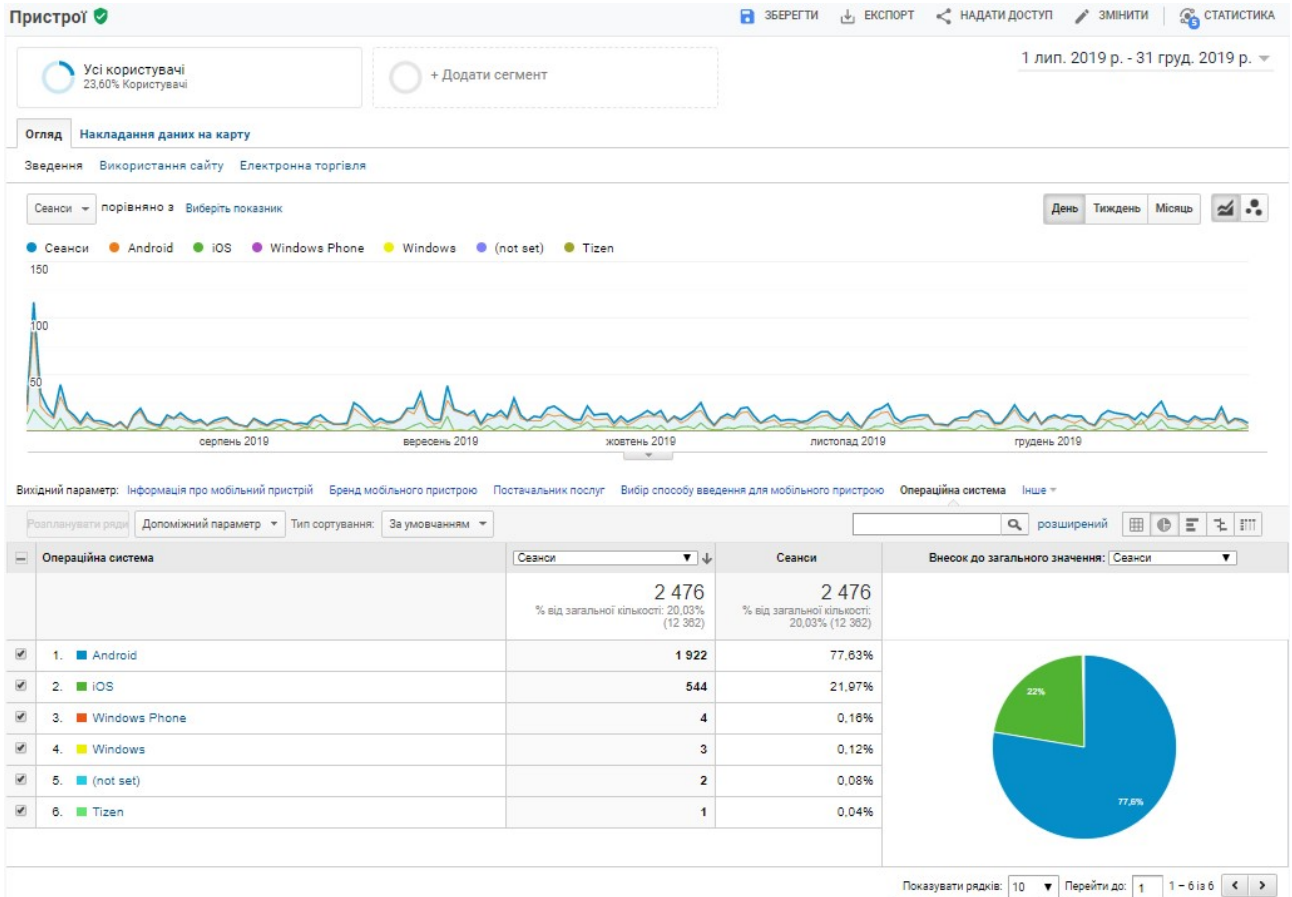 Пристрої
ЗБЕРЕГТИ ЕКСПОРТ НАДАТИ ДОСТУП ЗМІНИТИ 5 СТАТИСТИКА
Усі користувачі
23,60% Користувачі
+ Додати сегмент
1 лип. 2019 р. - 31 груд. 2019 р.
Огляд Накладання даних на карту
Зведення Використання сайту Електронна торгівля
Сеанси порівняно з Виберіть показник
День Тиждень Місяць
Сеанси Android iOS Windows Phone Windows (not set) Tizen
150
100
50
серпень 2019 вересень 2019 жовтень 2019 листопад 2019 грудень 2019
Вихідний параметр: Інформація про мобільний пристрій Бренд мобільного пристрою Постачальник послуг Вибір способу введення для мобільного пристрою Операційна система Інше
Розпланувати ряди Допоміжний параметр Тип сортування: За умовчанням розширений
Операційна система Сеанси Сеанси Внесок до загального значення: Сеанси
2 476 2 476
% від загальної кількості: 20,03% (12 362) % від загальної кількості: 20,03% (12 362)
1. Android 1 922 77,63%
2. iOS 544 21,97%
3. Windows Phone 4 0,16%
4. Windows 3 0,12%
5. (not set) 2 0,08%
6. Tizen 1 0,04%
22%
77,6%
Показувати рядків: 10 Перейти до: 1 1 – 6 із 6